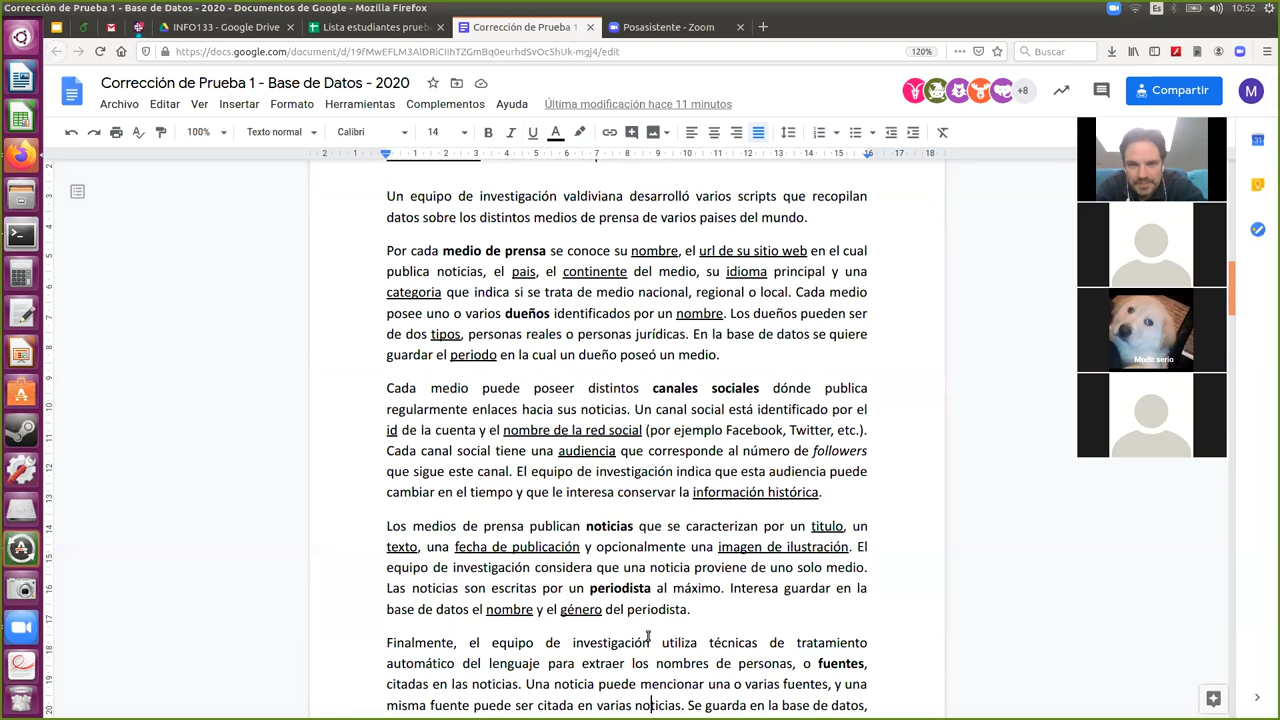 Corrección de Prueba 1 - Base de Datos - 2020 - Documentos de Google - Mozilla Firefox
Es
10:52
INFO133 - Google Drive
Lista estudiantes prueba
Corrección de Prueba 1 -
Posasistente - Zoom
https://docs.google.com/document/d/
120%
Buscar
Corrección de Prueba 1 - Base de Datos - 2020
Archivo Editar Ver Insertar Formato Herramientas Complementos Ayuda Última modificación hace 11 minutos
+8
Compartir
M
100%
Texto normal
Calibri
Un equipo de investigación valdiviana desarrolló varios scripts que recopilan
datos sobre los distintos medios de prensa de varios paises del mundo.
Por cada medio de prensa se conoce su nombre, el url de su sitio web en el cual
publica noticias, el pais, el continente del medio, su idioma principal y una
categoría que indica si se trata de medio nacional, regional o local. Cada medio
posee uno o varios dueños identificados por un nombre. Los dueños pueden ser
de dos tipos, personas reales o personas jurídicas. En la base de datos se quiere
guardar el periodo en la cual un dueño poseó un medio.
Cada medio puede poseer distintos canales sociales dónde publica
regularmente enlaces hacia sus noticias. Un canal social está identificado por el
id de la cuenta y el nombre de la red social (por ejemplo Facebook, Twitter, etc.).
Cada canal social tiene una audiencia que corresponde al número de followers
que sigue este canal. El equipo de investigación indica que esta audiencia puede
cambiar en el tiempo y que le interesa conservar la información histórica.
Los medios de prensa publican noticias que se caracterizan por un titulo, un
texto, una fecha de publicación y opcionalmente una imagen de ilustración. El
equipo de investigación considera que una noticia proviene de uno solo medio.
Las noticias son escritas por un periodista al máximo. Interesa guardar en la
base de datos el nombre y el género del periodista.
Finalmente, el equipo de investigación utiliza técnicas de tratamiento
automático de lenguaje para extraer los nombres de personas, o fuentes,
citadas en las noticias. Una noticia puede mencionar una o varias fuentes, y una
misma fuente puede ser citada en varias noticias. Se guarda en la base de datos,
Modo serio